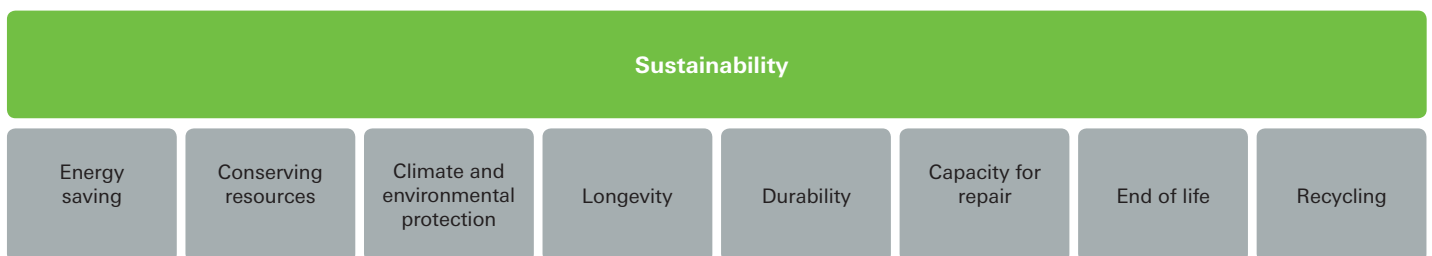 Sustainability
Energy
saving
Conserving
resources
Climate and
environmental
protection
Longevity
Durability
Capacity for
repair
End of life
Recycling